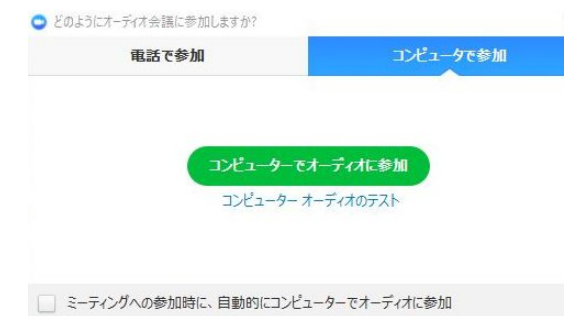 どのようにオーディオ会議に参加しますか?
電話で参加
コンピュータで参加
コンピューターでオーディオに参加
コンピューター オーディオのテスト
ミーティングへの参加時に、自動的にコンピューターでオーディオに参加